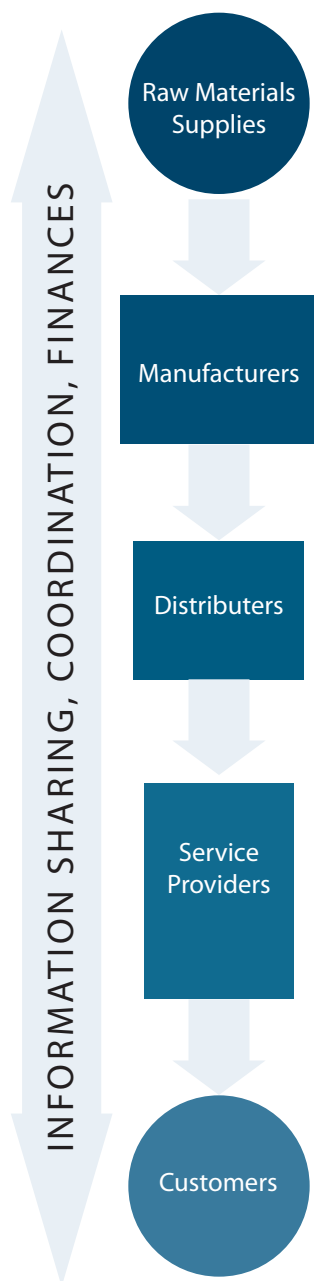 INFORMATION SHARING, COORDINATION, FINANCES
Raw Materials
Supplies
Manufacturers
Distributers
Service
Providers
Customers